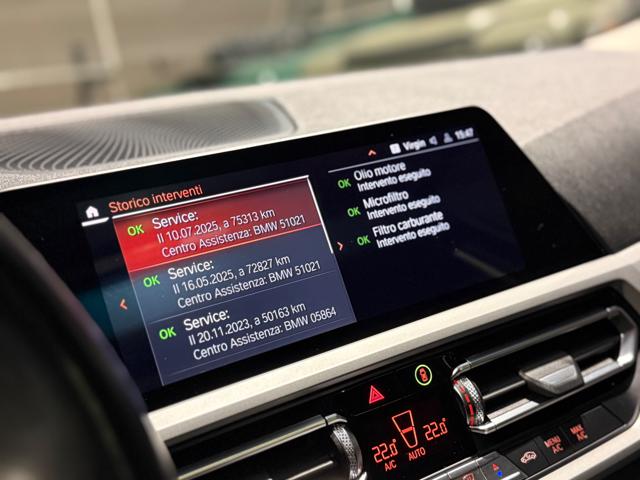 Virgin 15:47
Storico interventi
OK Service:
Il 10.07.2025, a 75313 km
Centro Assistenza: BMW 51021
OK Service:
Il 16.05.2025, a 72827 km
Centro Assistenza: BMW 51021
OK Service:
Il 20.11.2023, a 50163 km
Centro Assistenza: BMW 05864
OK Olio motore
Intervento eseguito
OK Microfiltro
Intervento eseguito
OK Filtro carburante
Intervento eseguito
22.0° 22.0°
A/C AUTO
MENU A/C
MAX A/C